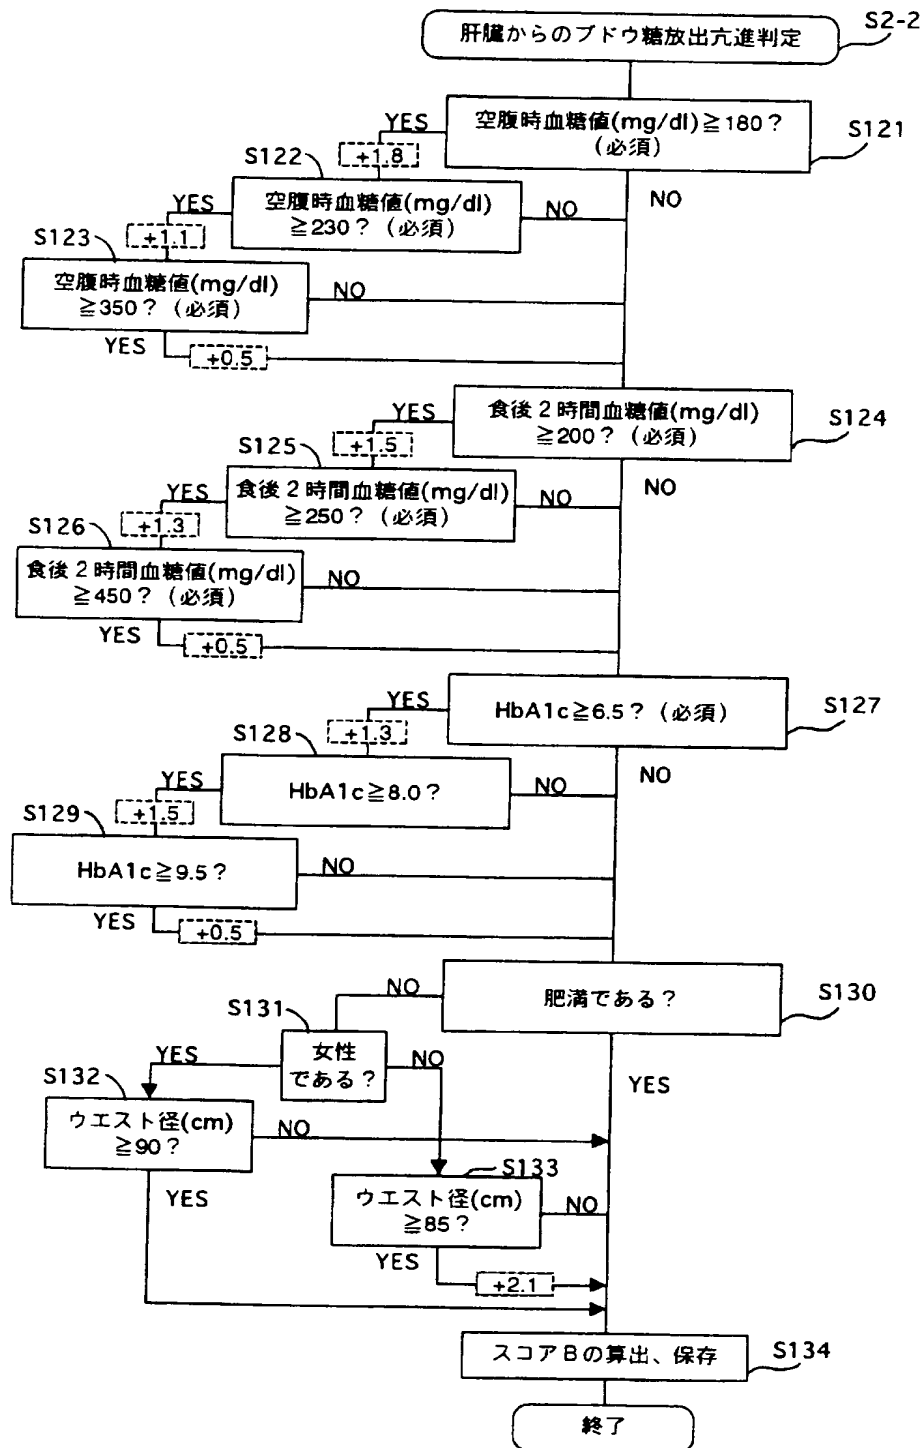 肝臓からのブドウ糖放出亢進判定
S2-2
空腹時血糖値(mg/dl)≧180？
(必須)
S121
YES
+1.8
NO
S122
空腹時血糖値(mg/dl)
≧230？(必須)
NO
YES
+1.1
S123
空腹時血糖値(mg/dl)
≧350？(必須)
NO
YES
+0.5
食後2時間血糖値(mg/dl)
≧200？(必須)
S124
YES
+1.5
NO
S125
食後2時間血糖値(mg/dl)
≧250？(必須)
NO
YES
+1.3
S126
食後2時間血糖値(mg/dl)
≧450？(必須)
NO
YES
+0.5
HbA1c≧6.5？(必須)
S127
YES
+1.3
NO
S128
HbA1c≧8.0？
NO
YES
+1.5
S129
HbA1c≧9.5？
NO
YES
+0.5
肥満である？
S130
NO
YES
S131
女性
である？
YES
NO
S132
ウエスト径(cm)
≧90？
NO
YES
S133
ウエスト径(cm)
≧85？
NO
YES
+2.1
スコアBの算出、保存
S134
終了